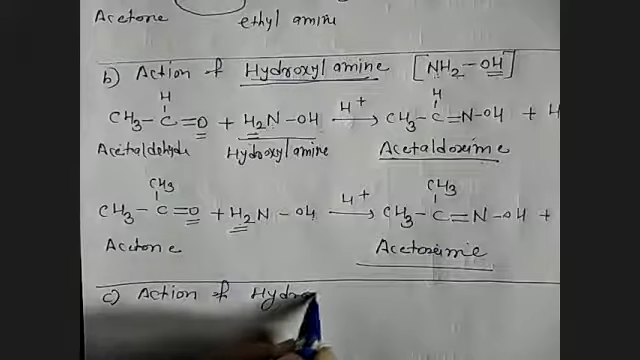 Acetone ethyl amine
b) Action of Hydroxyl amine [NH2-OH]
H H
CH3-C=O + H2N-OH H+ → CH3-C=N-OH + H
Acetaldehyde Hydroxyl amine Acetaldoxime
CH3 CH3
CH3-C=O + H2N-OH H+ → CH3-C=N-OH +
Acetone Acetoxime
c) Action of Hydro